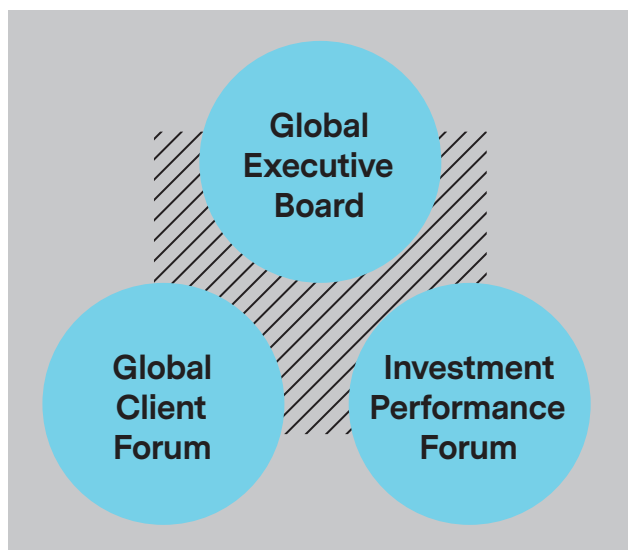 Global
Executive
Board
Global
Client
Forum
Investment
Performance
Forum